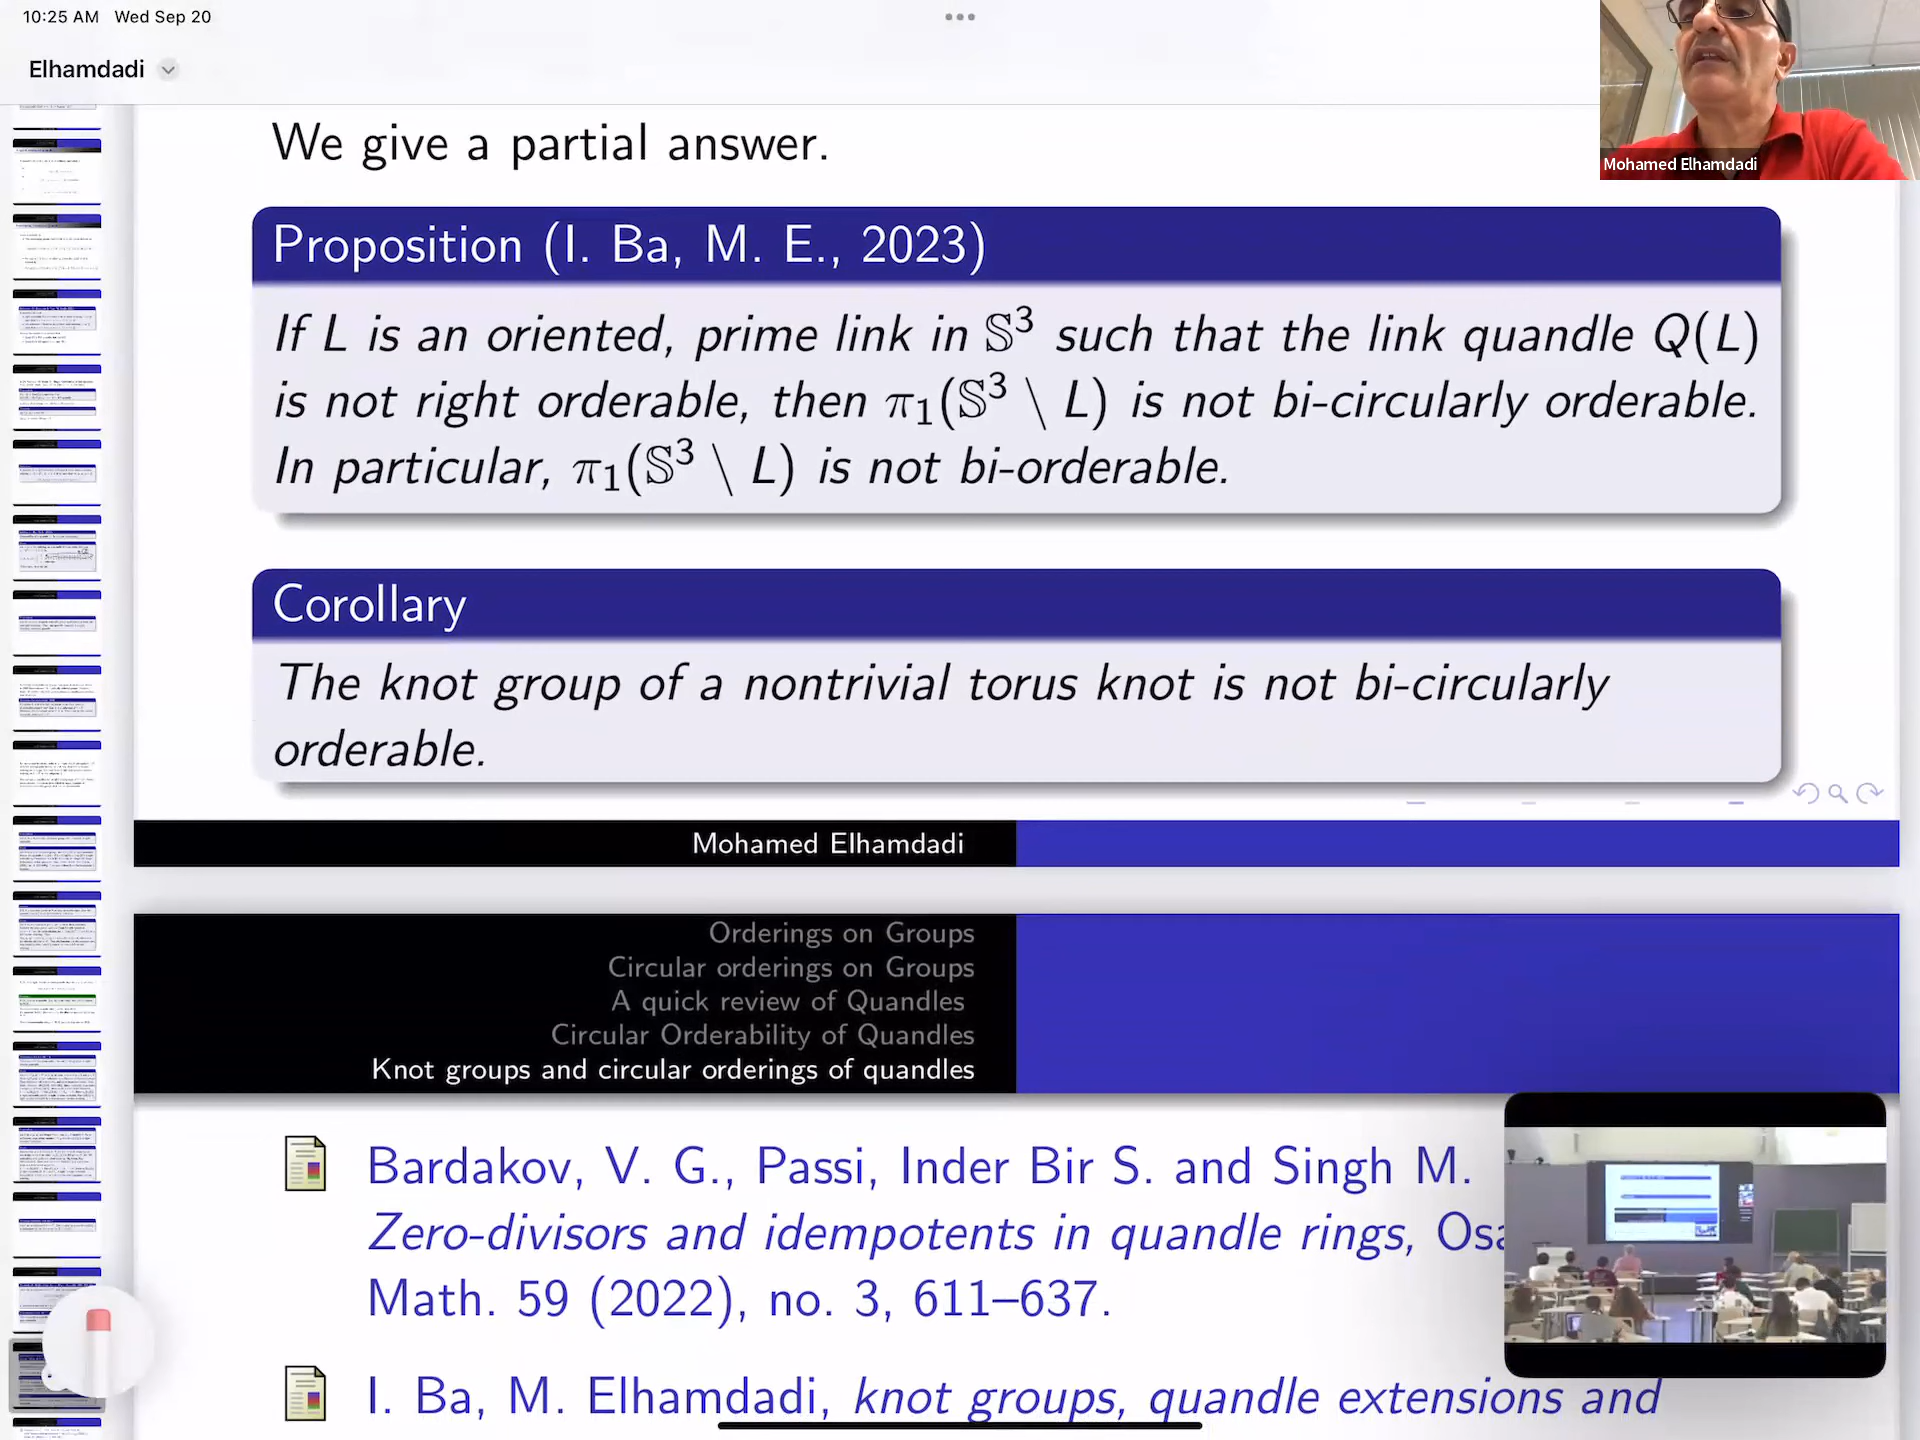 10:25 AM Wed Sep 20
Elhamdadi
Mohamed Elhamdadi
We give a partial answer.
Proposition (I. Ba, M. E., 2023)
If L is an oriented, prime link in 𝕊³ such that the link quandle Q(L)
is not right orderable, then π₁(𝕊³ \ L) is not bi-circularly orderable.
In particular, π₁(𝕊³ \ L) is not bi-orderable.
Corollary
The knot group of a nontrivial torus knot is not bi-circularly
orderable.
Mohamed Elhamdadi
Orderings on Groups
Circular orderings on Groups
A quick review of Quandles
Circular Orderability of Quandles
Knot groups and circular orderings of quandles
Bardakov, V. G., Passi, Inder Bir S. and Singh M.
Zero-divisors and idempotents in quandle rings,
Math. 59 (2022), no. 3, 611–637.
I. Ba, M. Elhamdadi, knot groups, quandle extensions and